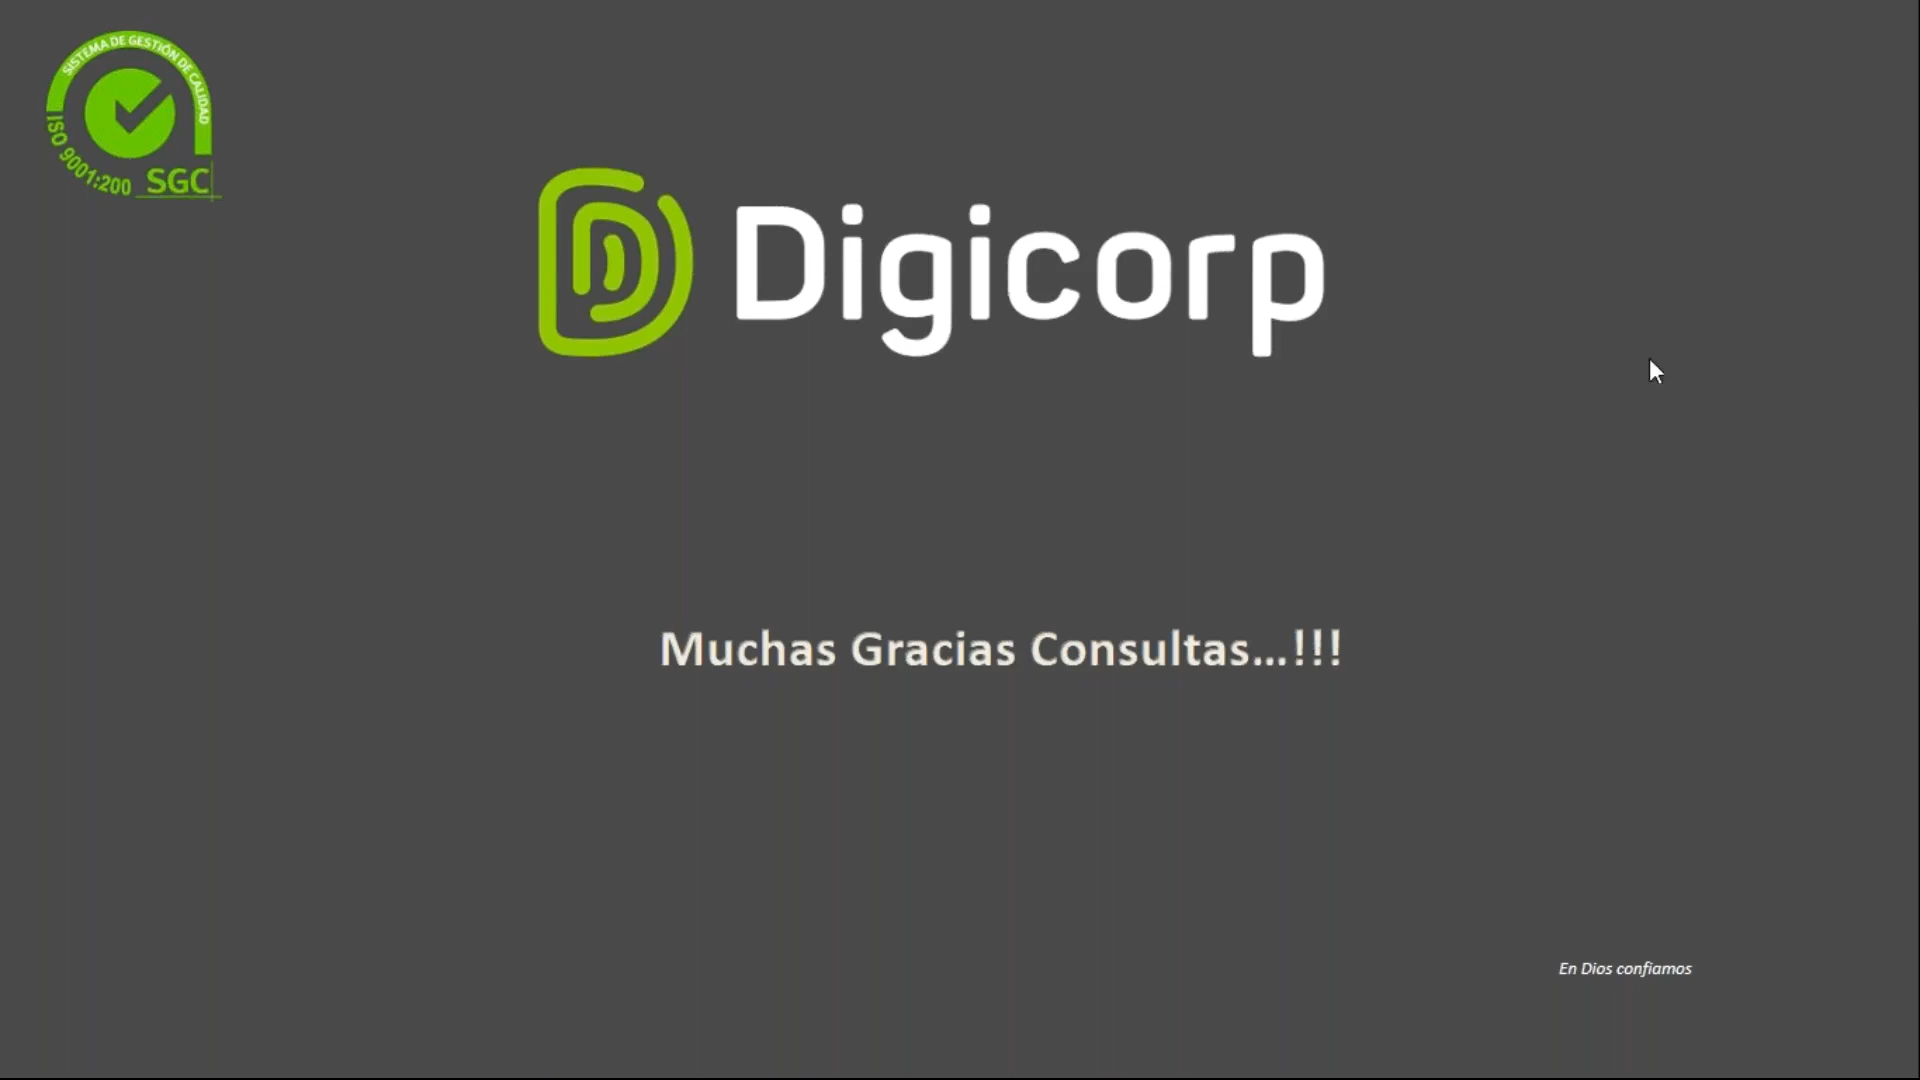 SISTEMA DE GESTIÓN DE CALIDAD
ISO 9001:200
SGC
Digicorp
Muchas Gracias Consultas...!!!
En Dios confiamos